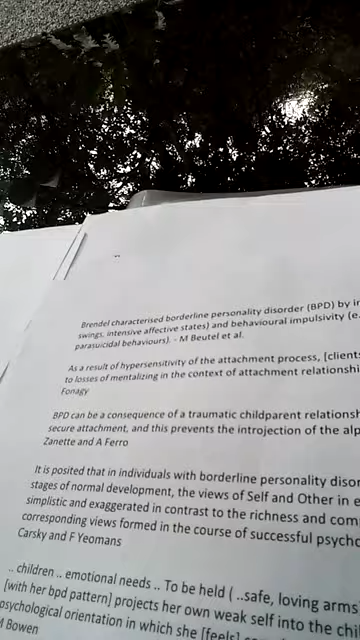 ..
Brendel characterised borderline personality disorder (BPD) by in
swings, intensive affective states) and behavioural impulsivity (e.
parasuicidal behaviours). - M Beutel et al.
As a result of hypersensitivity of the attachment process, [clients
to losses of mentalizing in the context of attachment relationshi
Fonagy
BPD can be a consequence of a traumatic childparent relations
secure attachment, and this prevents the introjection of the alp
Zanette and A Ferro
It is posited that in individuals with borderline personality disor
stages of normal development, the views of Self and Other in e
simplistic and exaggerated in contrast to the richness and com
corresponding views formed in the course of successful psycho
Carsky and F Yeomans
.. children .. emotional needs .. To be held ( ..safe, loving arms
[with her bpd pattern] projects her own weak self into the chi
psychological orientation in which she [feels]
M Bowen